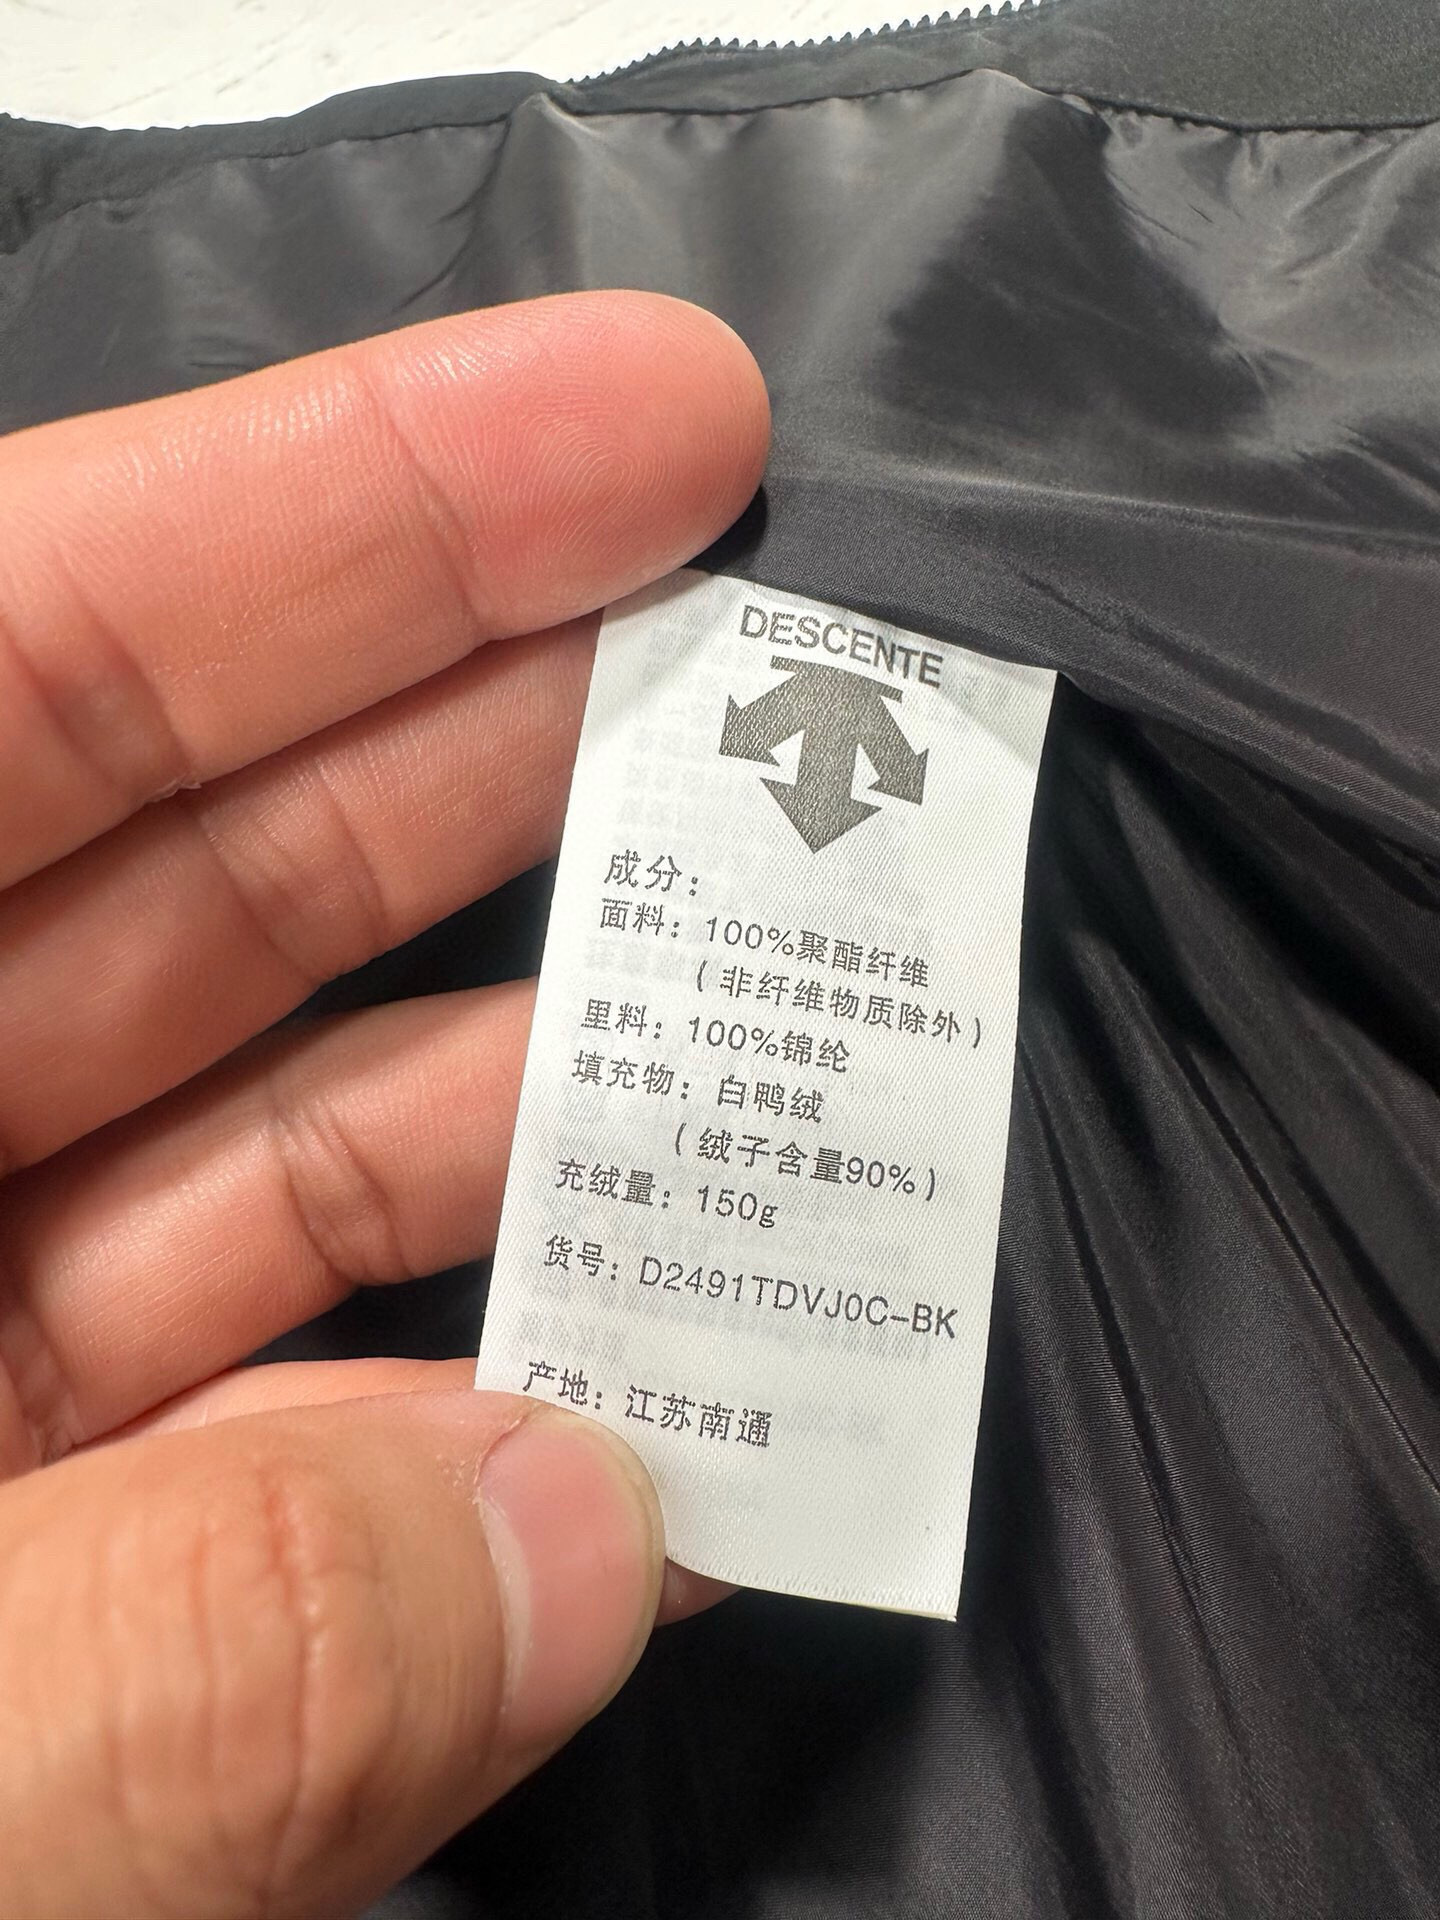 DESCENTE
成分：
面料：100%聚酯纤维
（非纤维物质除外）
里料：100%锦纶
填充物：白鸭绒
（绒子含量90%）
充绒量：150g
货号：D2491TDVJ0C-BK
产地：江苏南通